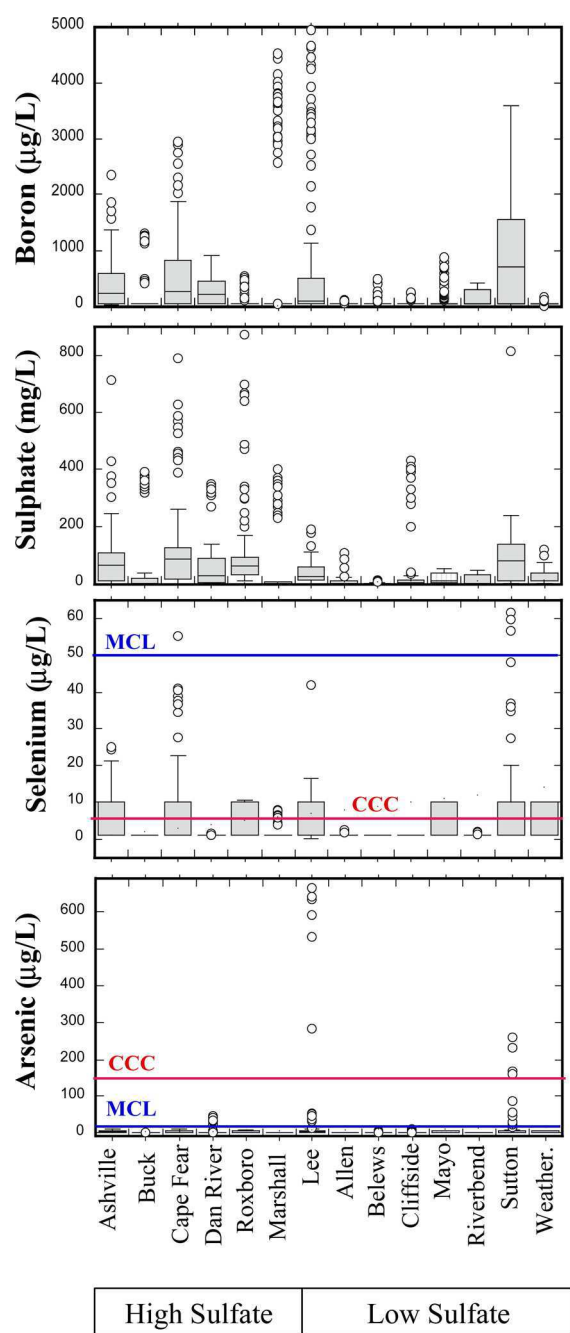 5000
4000
3000
2000
1000
0
Boron (µg/L)
800
600
400
200
0
Sulphate (mg/L)
60
50
40
30
20
10
0
Selenium (µg/L)
MCL
CCC
600
500
400
300
200
100
0
Arsenic (µg/L)
CCC
MCL
Ashville
Buck
Cape Fear
Dan River
Roxboro
Marshall
Lee
Allen
Belews
Cliffside
Mayo
Riverbend
Sutton
Weather.
High Sulfate
Low Sulfate